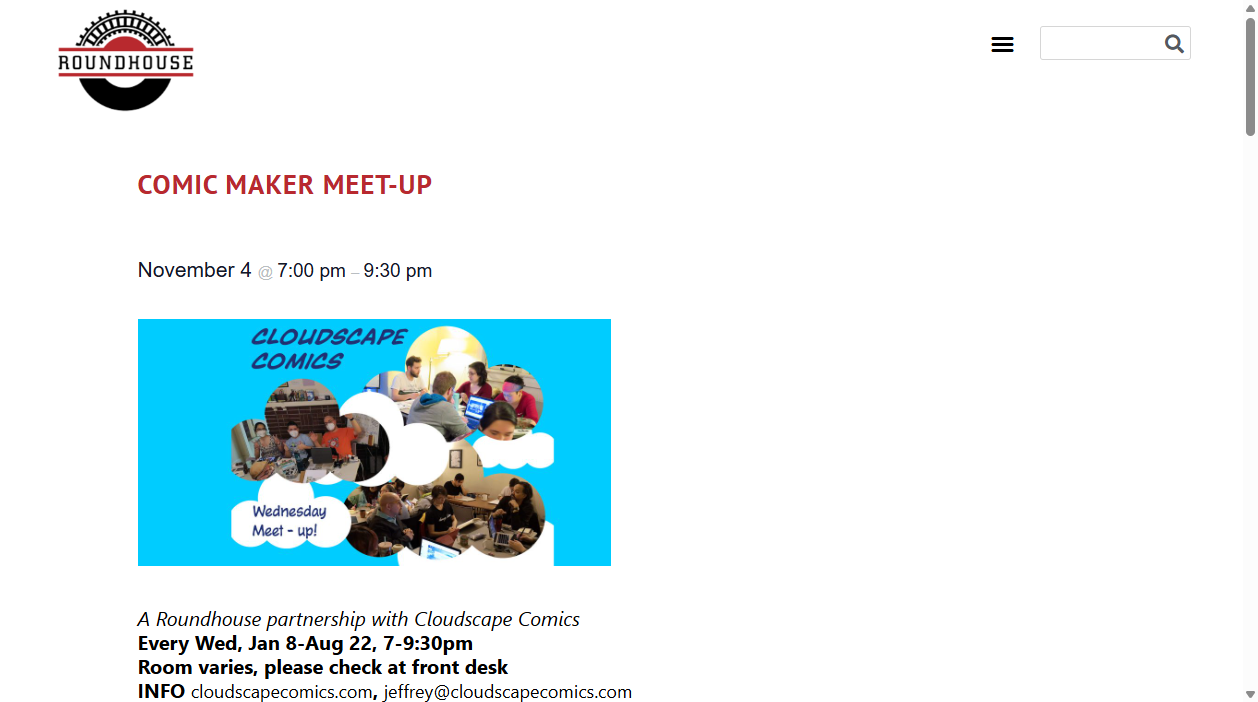 ROUNDHOUSE
COMIC MAKER MEET-UP
November 4 @ 7:00 pm – 9:30 pm
CLOUDSCAPE
COMICS
Wednesday
Meet - up!
A Roundhouse partnership with Cloudscape Comics
Every Wed, Jan 8-Aug 22, 7-9:30pm
Room varies, please check at front desk
INFO cloudscapecomics.com, jeffrey@cloudscapecomics.com